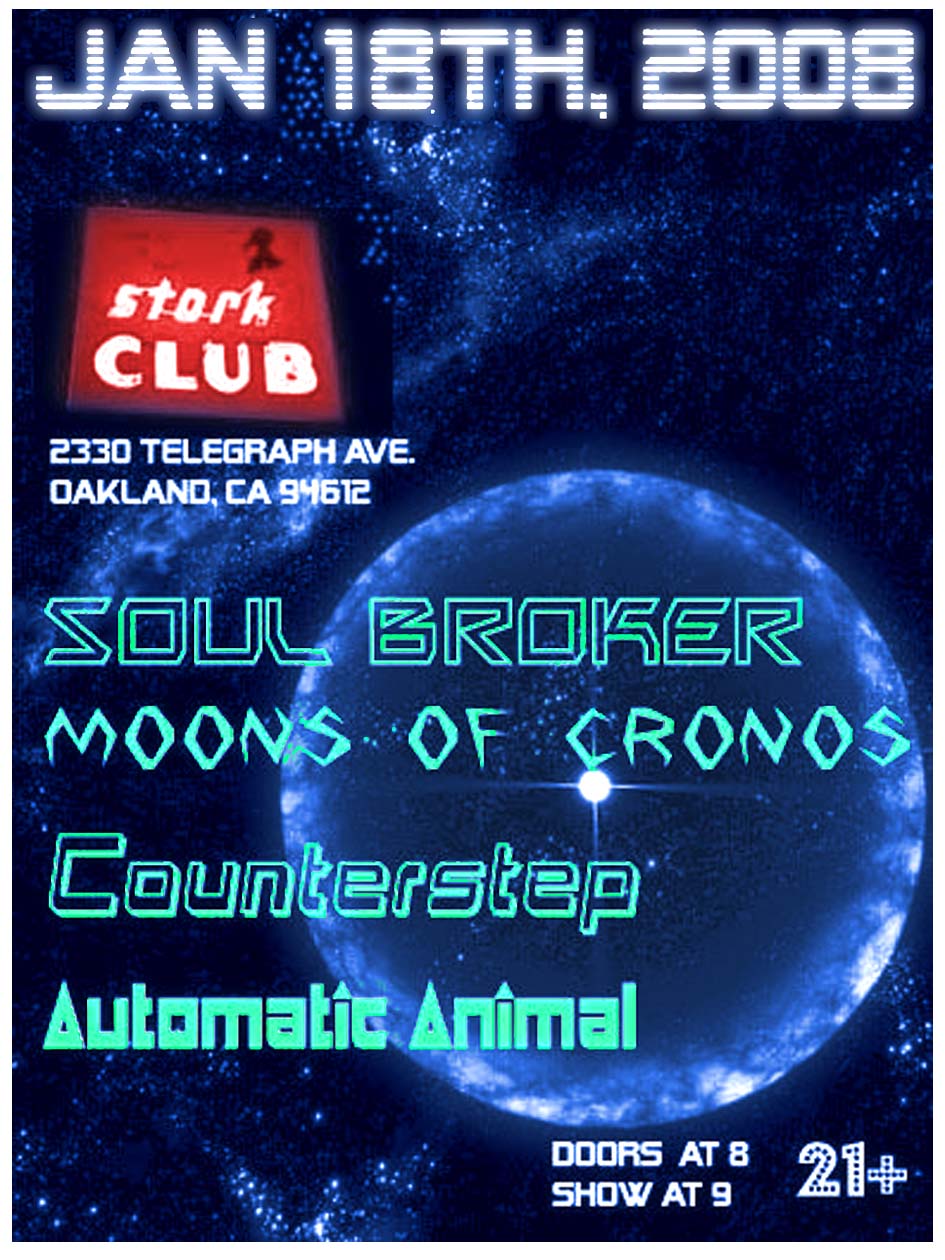 JAN 18TH, 2008
stork
CLUB
2330 TELEGRAPH AVE.
OAKLAND, CA 94612
SOUL BROKER
MOONS OF CRONOS
Counterstep
Automatic Animal
DOORS AT 8
SHOW AT 9
21+